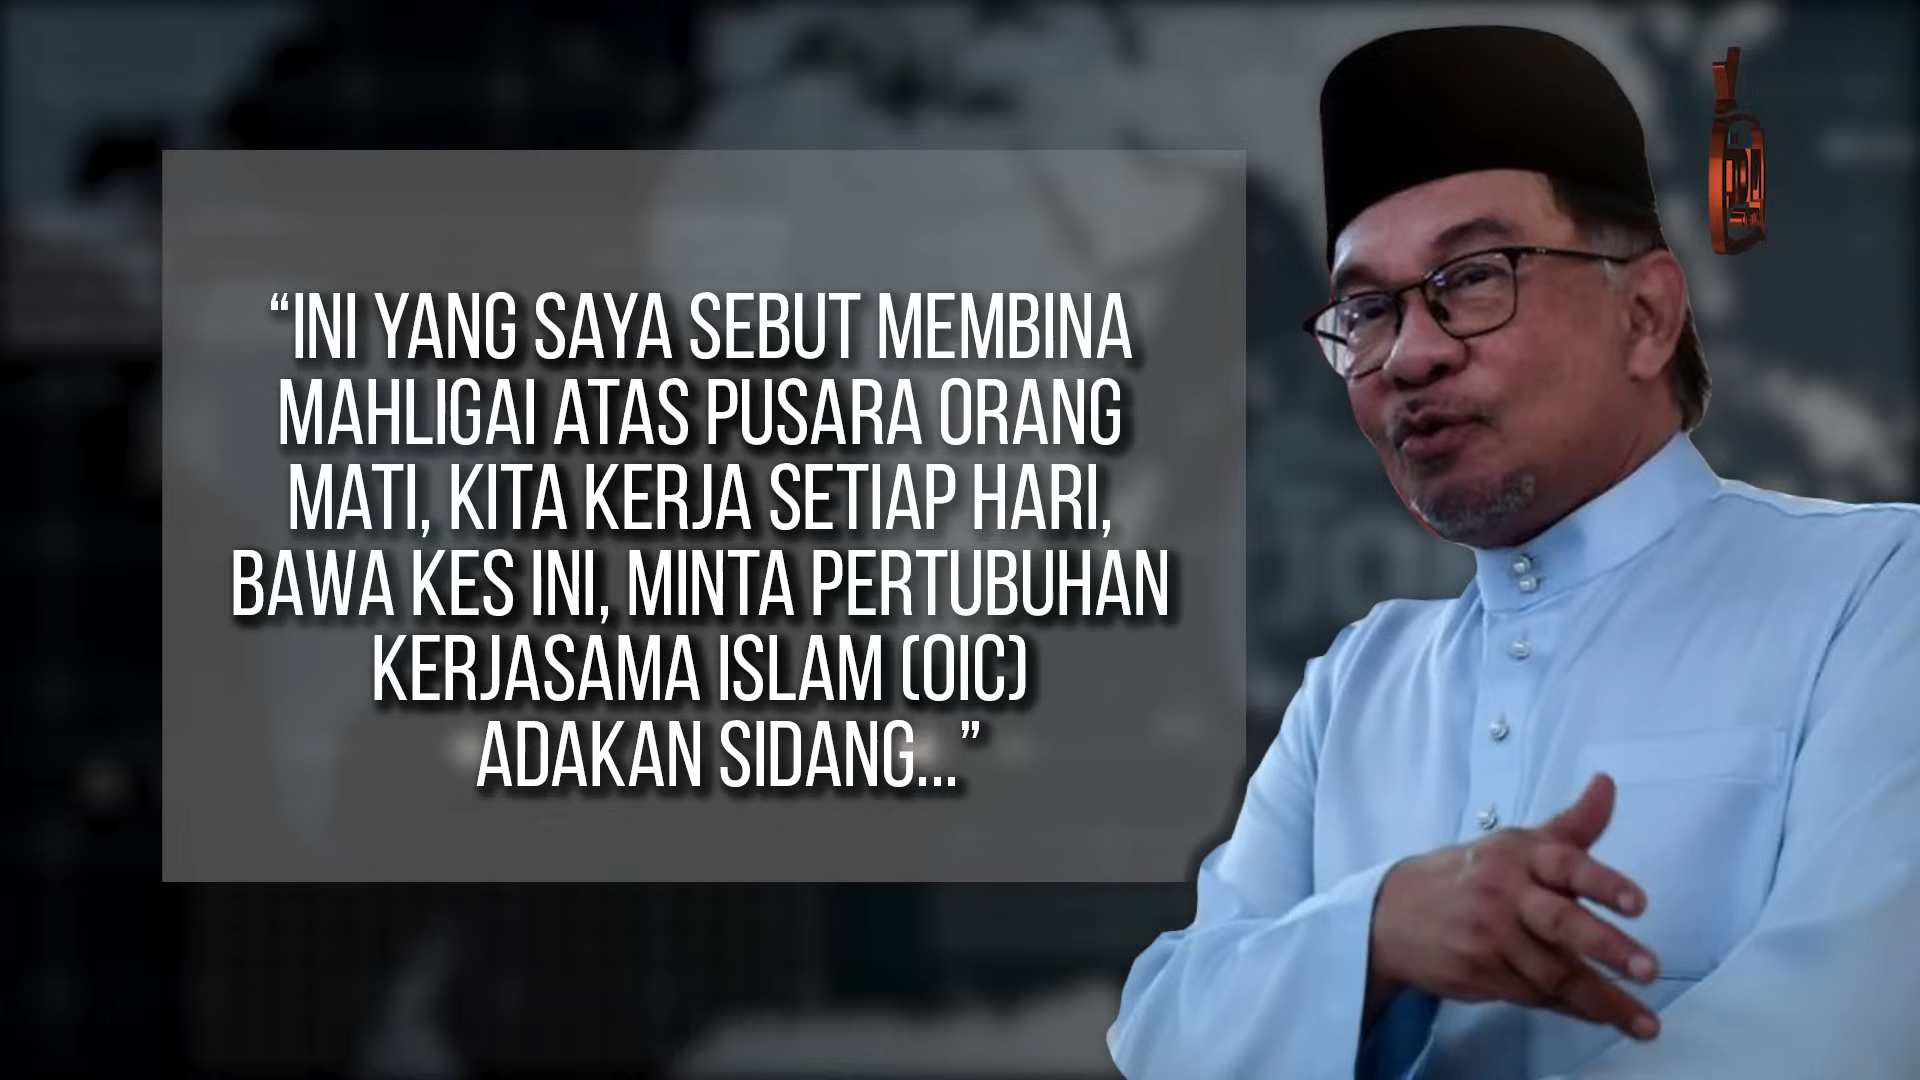 “INI YANG SAYA SEBUT MEMBINA
MAHLIGAI ATAS PUSARA ORANG
MATI, KITA KERJA SETIAP HARI,
BAWA KES INI, MINTA PERTUBUHAN
KERJASAMA ISLAM (OIC)
ADAKAN SIDANG...”